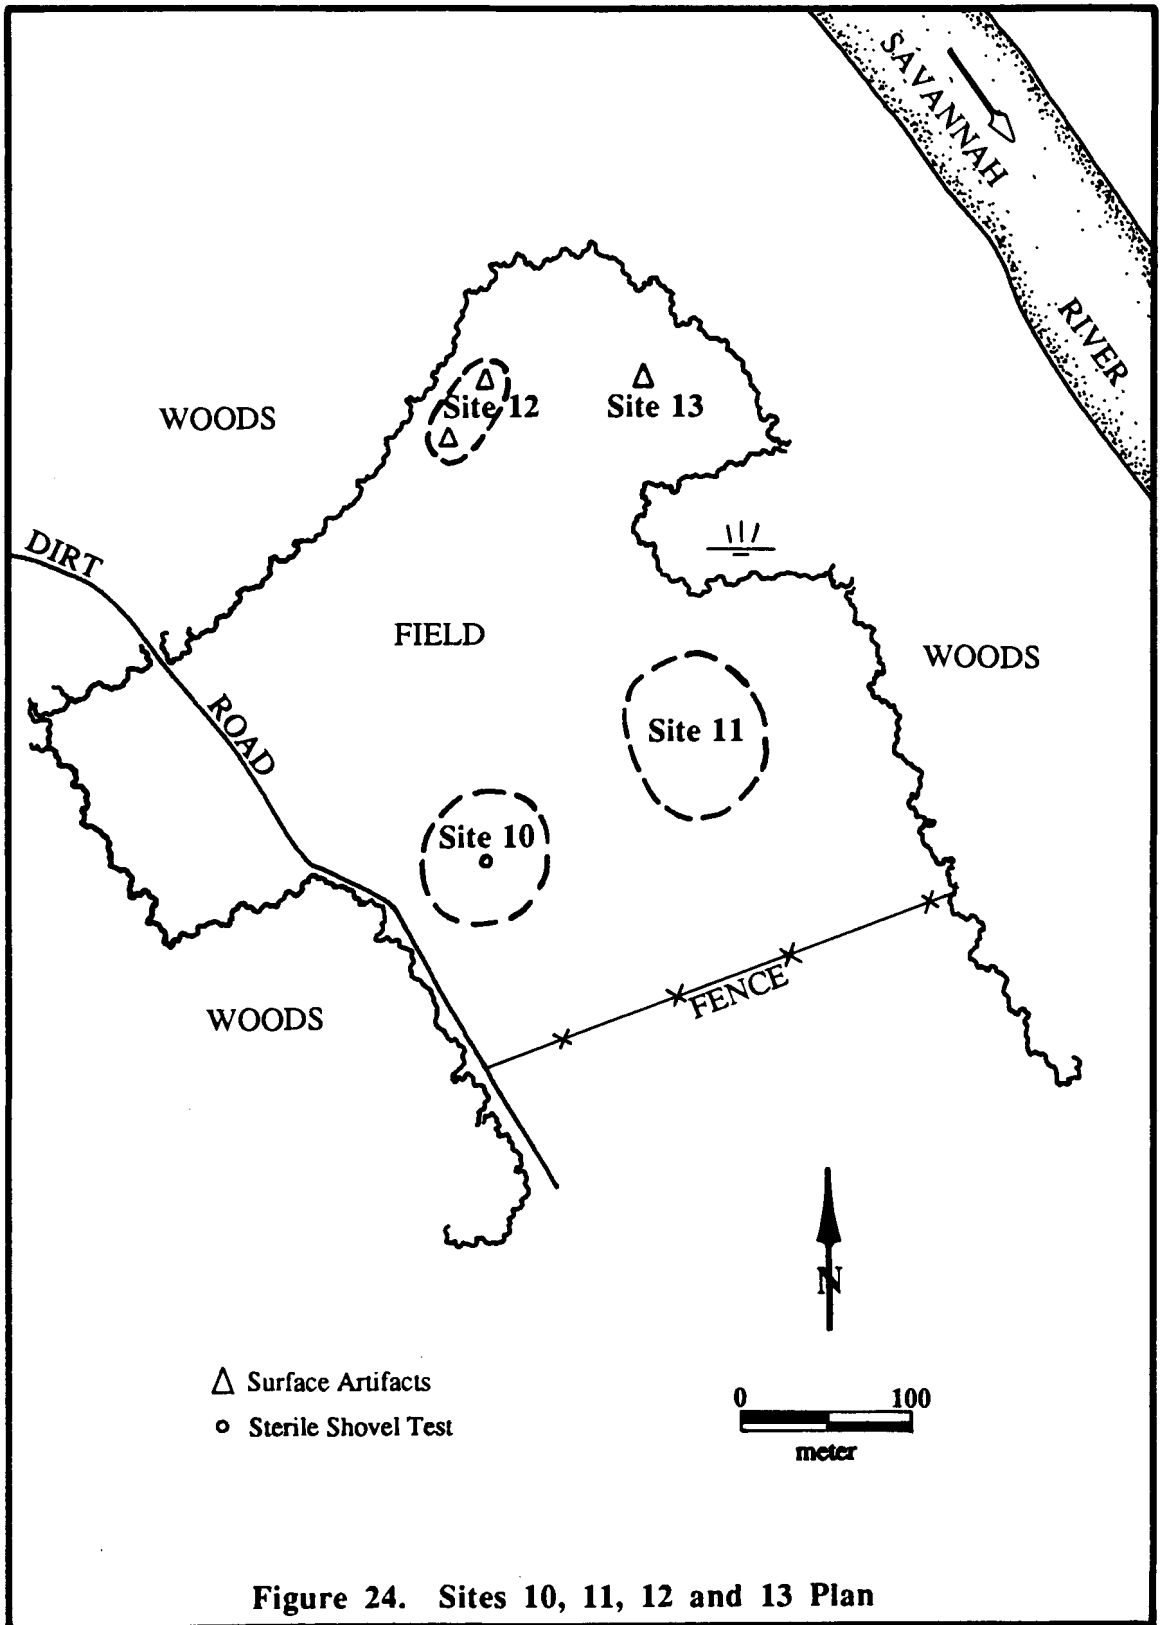 SAVANNAH
RIVER
WOODS
Site 12
Site 13
DIRT
ROAD
FIELD
WOODS
Site 11
Site 10
FENCE
WOODS
N
Surface Artifacts
Sterile Shovel Test
0 100
meter
Figure 24. Sites 10, 11, 12 and 13 Plan